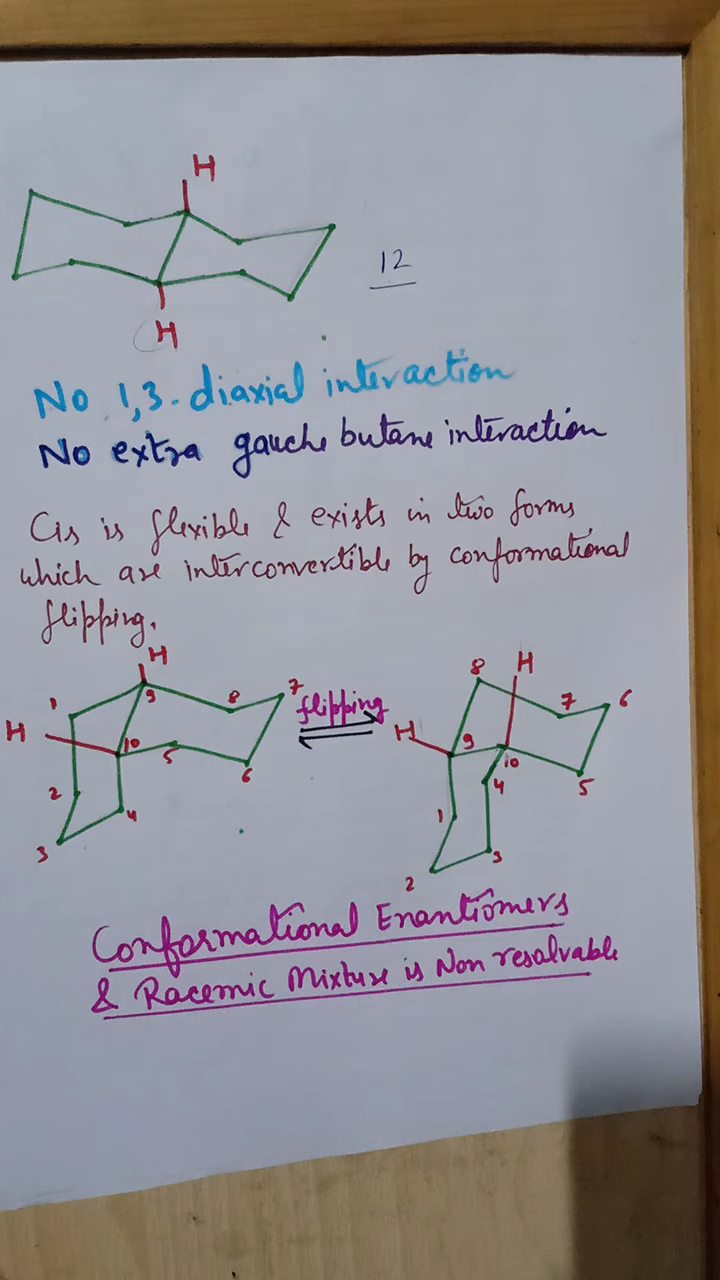 H
12
H
No 1,3-diaxial interaction
No extra gauche butane interaction
Cis is flexible & exists in two forms
which are interconvertible by conformational
flipping.
H
1
9
8
7
H
10
5
2
6
4
3
flipping
8
H
7
6
H
9
10
4
5
1
3
2
Conformational Enantiomers
& Racemic Mixture is Non resolvable